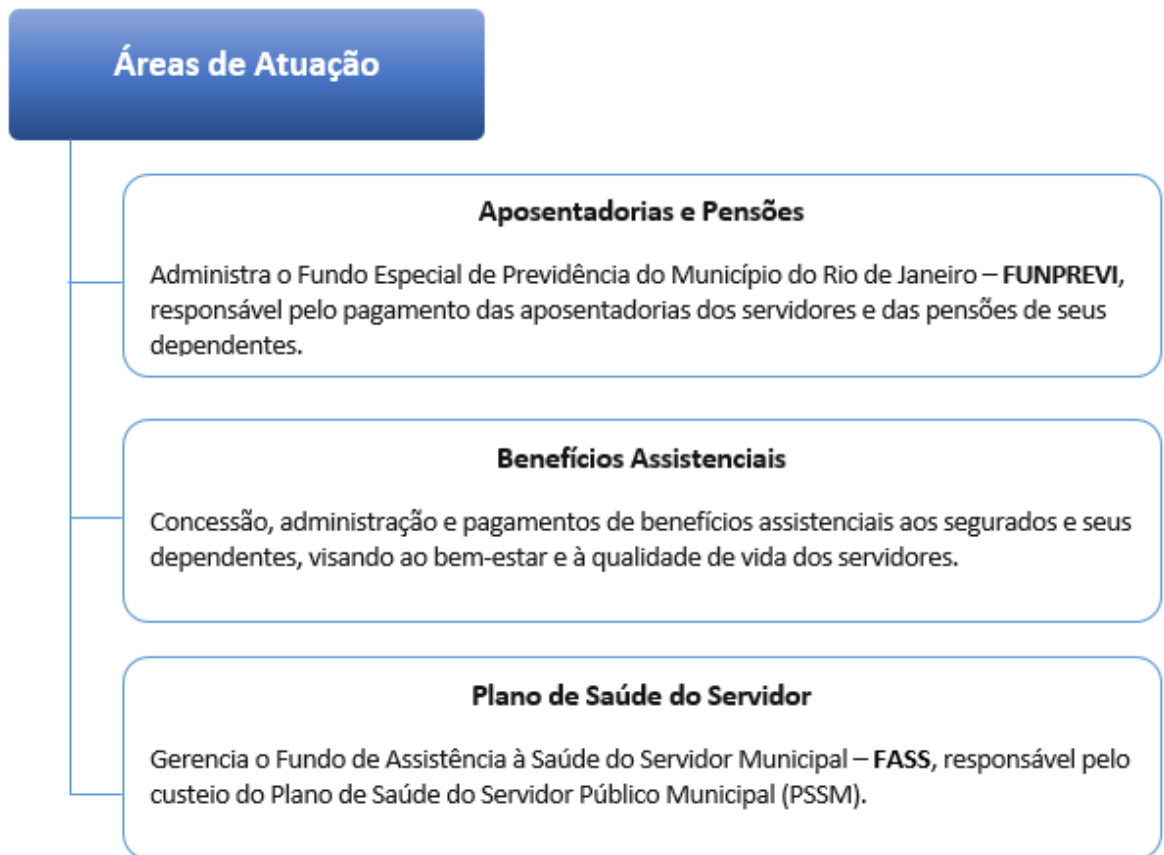 Áreas de Atuação
Aposentadorias e Pensões
Administra o Fundo Especial de Previdência do Município do Rio de Janeiro – FUNPREVI,
responsável pelo pagamento das aposentadorias dos servidores e das pensões de seus
dependentes.
Benefícios Assistenciais
Concessão, administração e pagamentos de benefícios assistenciais aos segurados e seus
dependentes, visando ao bem-estar e à qualidade de vida dos servidores.
Plano de Saúde do Servidor
Gerencia o Fundo de Assistência à Saúde do Servidor Municipal – FASS, responsável pelo
custeio do Plano de Saúde do Servidor Público Municipal (PSSM).